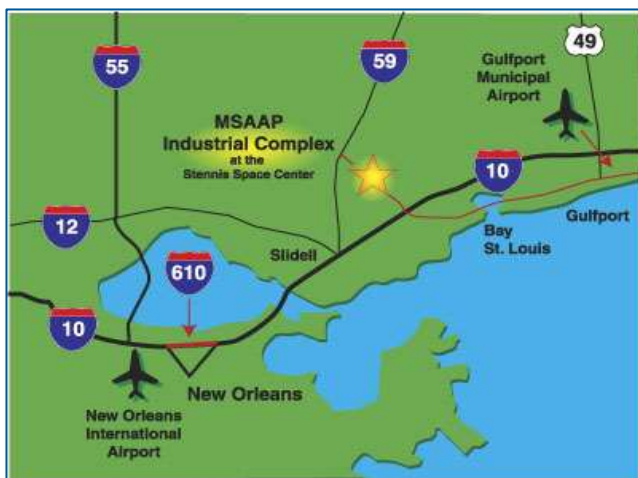 55
59
49
Gulfport
Municipal
Airport
MSAAP
Industrial Complex
at the
Stennis Space Center
10
12
610
Slidell
Bay
St. Louis
Gulfport
10
New Orleans
New Orleans
International
Airport